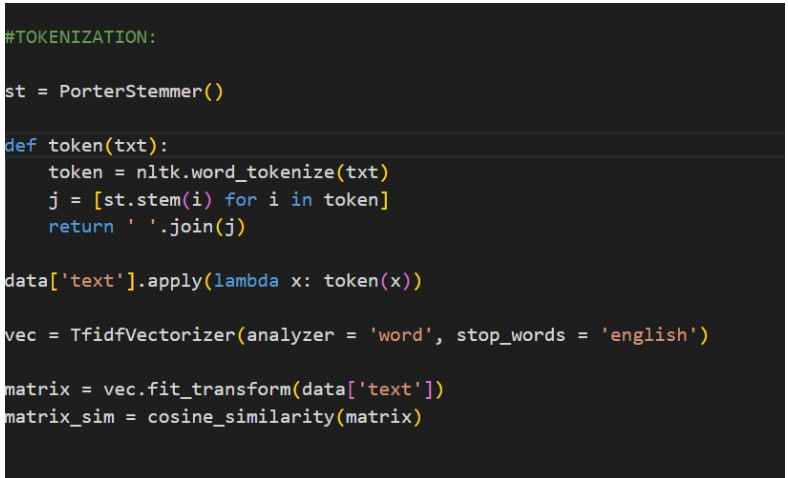 #TOKENIZATION:
st = PorterStemmer()
def token(txt):
    token = nltk.word_tokenize(txt)
    j = [st.stem(i) for i in token]
    return ' '.join(j)
data['text'].apply(lambda x: token(x))
vec = TfidfVectorizer(analyzer = 'word', stop_words = 'english')
matrix = vec.fit_transform(data['text'])
matrix_sim = cosine_similarity(matrix)